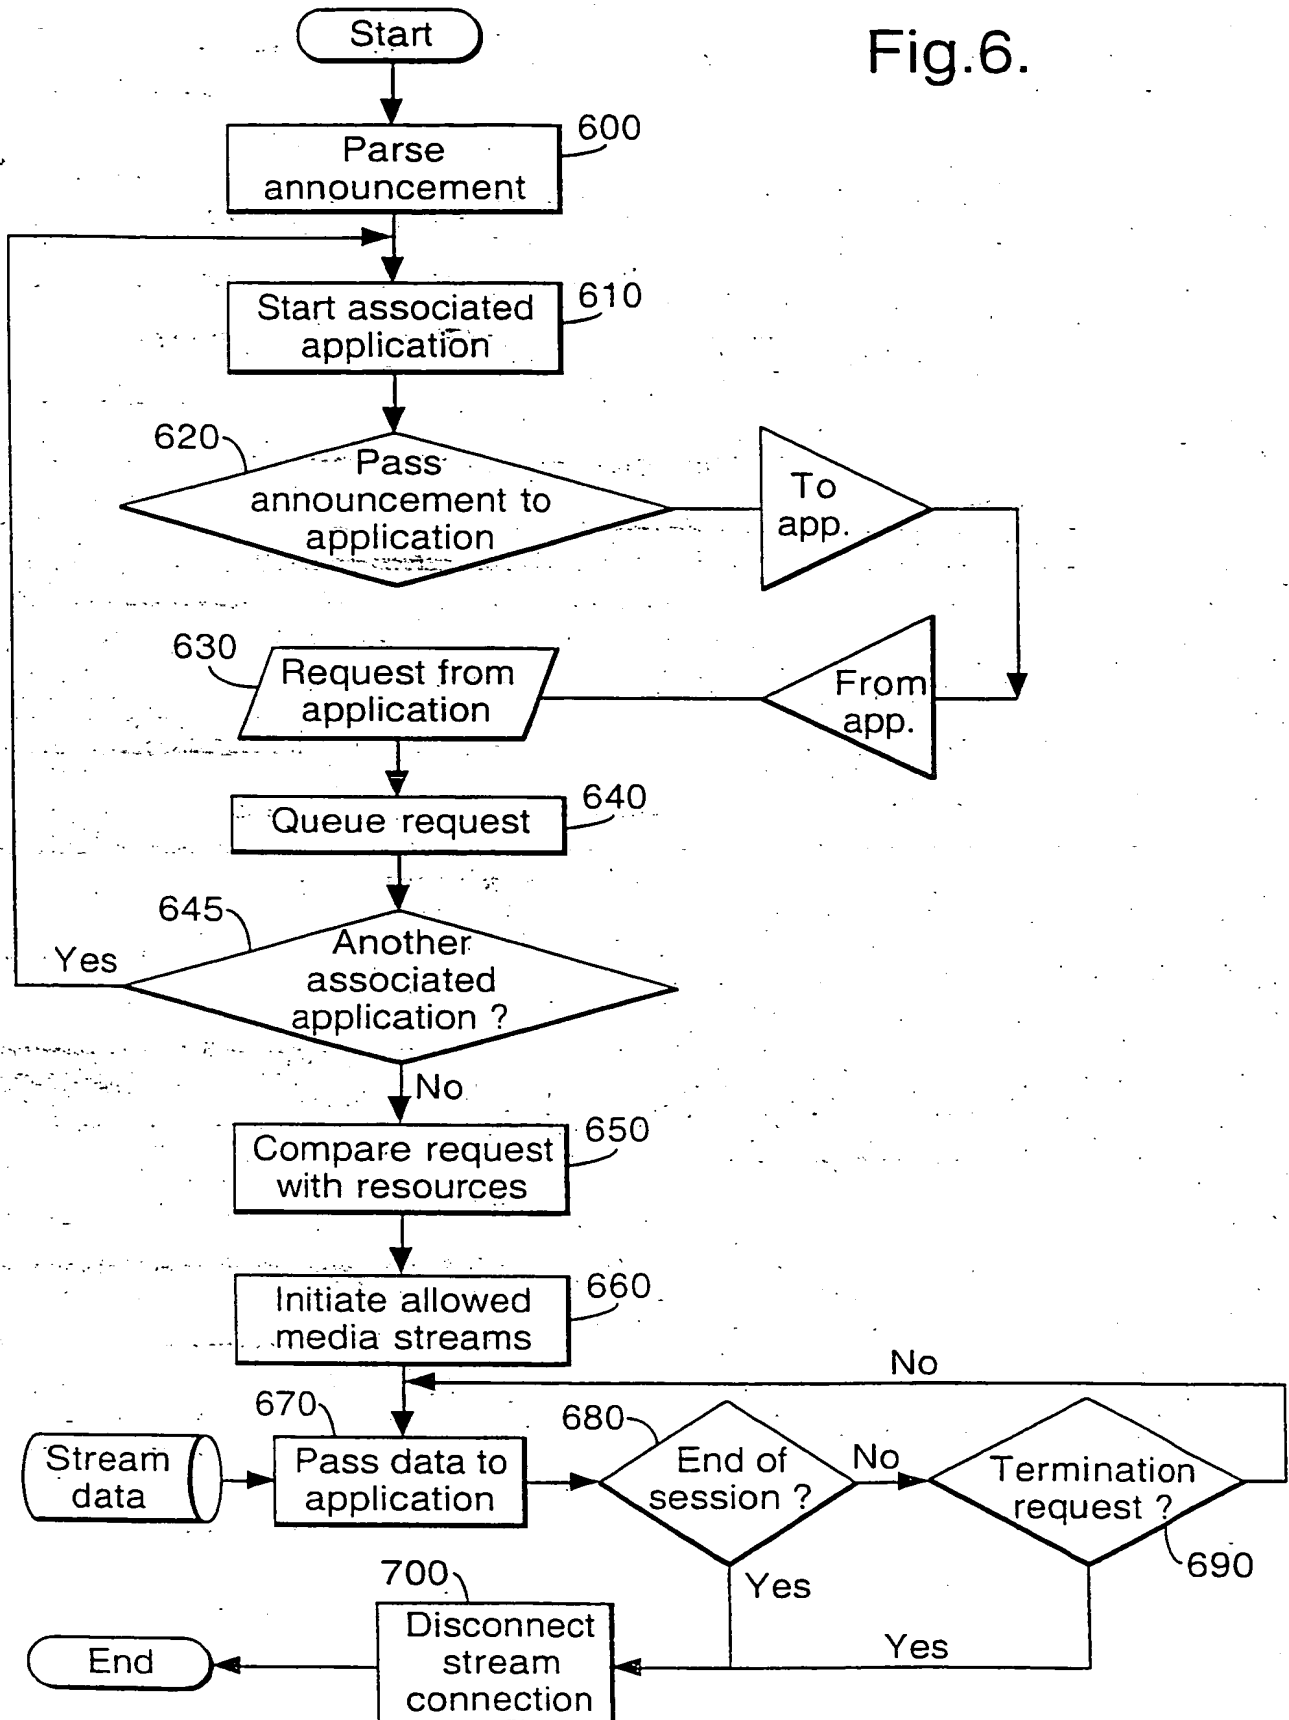 Start
Fig.6.
600
Parse
announcement
610
Start associated
application
620
Pass
announcement to
application
To
app.
630
Request from
application
From
app.
640
Queue request
645
Another
associated
application ?
Yes
No
650
Compare request
with resources
660
Initiate allowed
media streams
No
670
680
Stream
data
Pass data to
application
End of
session ?
No
Termination
request ?
690
700
Yes
Disconnect
stream
connection
Yes
End